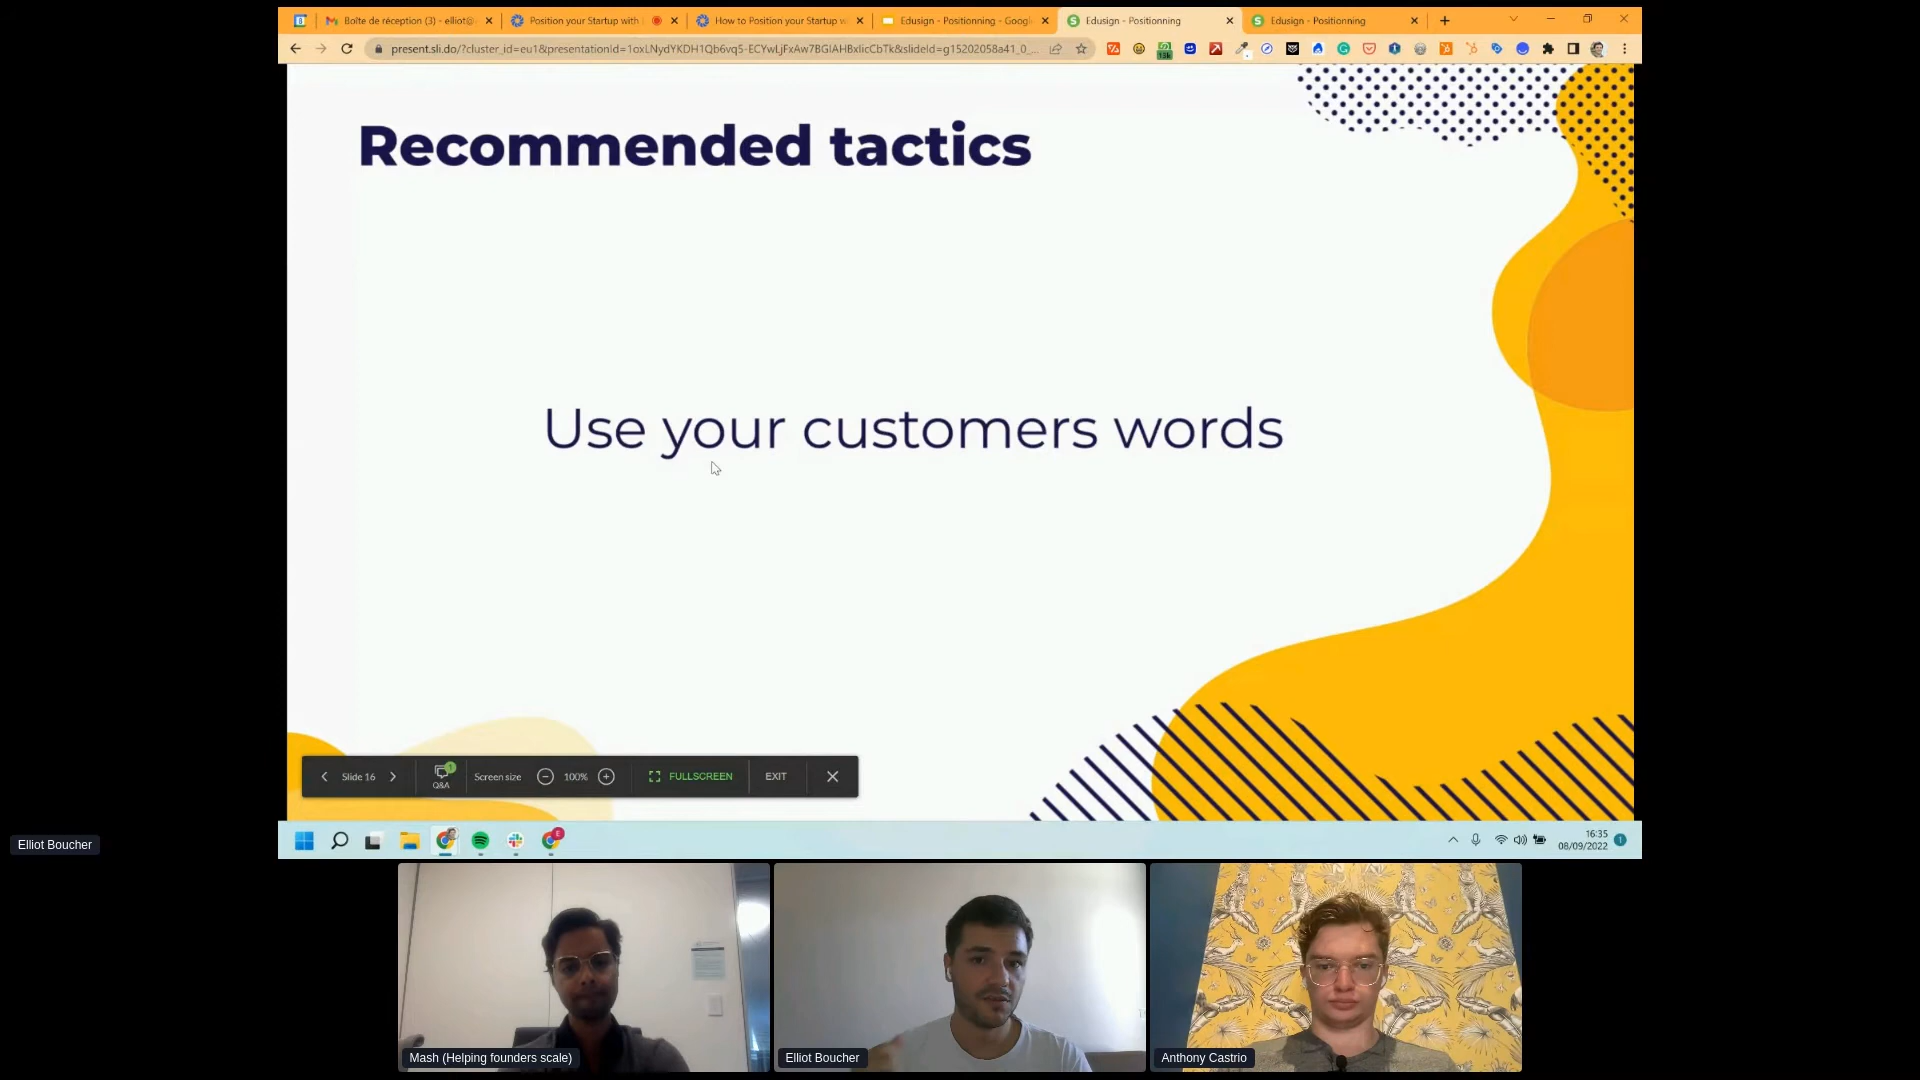 Boîte de réception (3) - elliot@
Position your Startup with
How to Position your Startup w
Edusign - Positionning - Google
Edusign - Positionning
Edusign - Positionning
present.sli.do/?cluster_id=eu1&presentationId=1oxLNydYKDH1Qb6vq5-ECYwLjFxAw7BGIAHBxlicCbTk&slideId=g15202058a41_0_...
Recommended tactics
Use your customers words
Slide 16
1
Q&A
Screen size
100%
FULLSCREEN
EXIT
16:35
08/09/2022
1
Elliot Boucher
Mash (Helping founders scale)
Elliot Boucher
Anthony Castrio